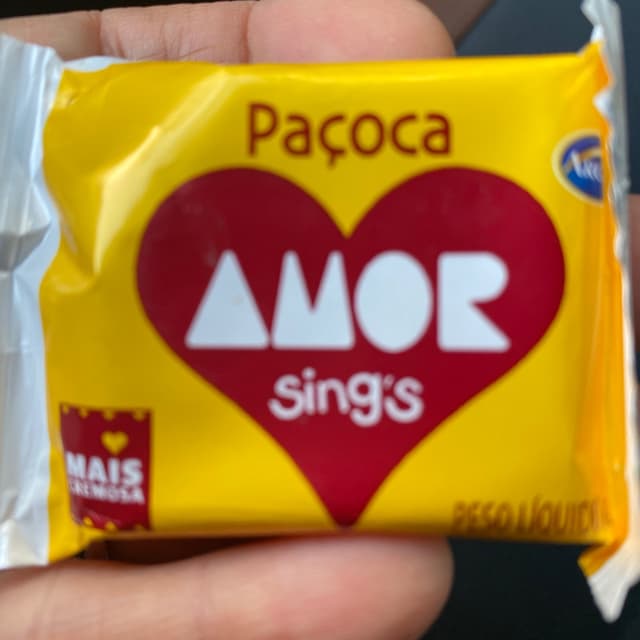 Paçoca
AMOR
sing's
MAIS
CREMOSA
PESO LÍQUIDO